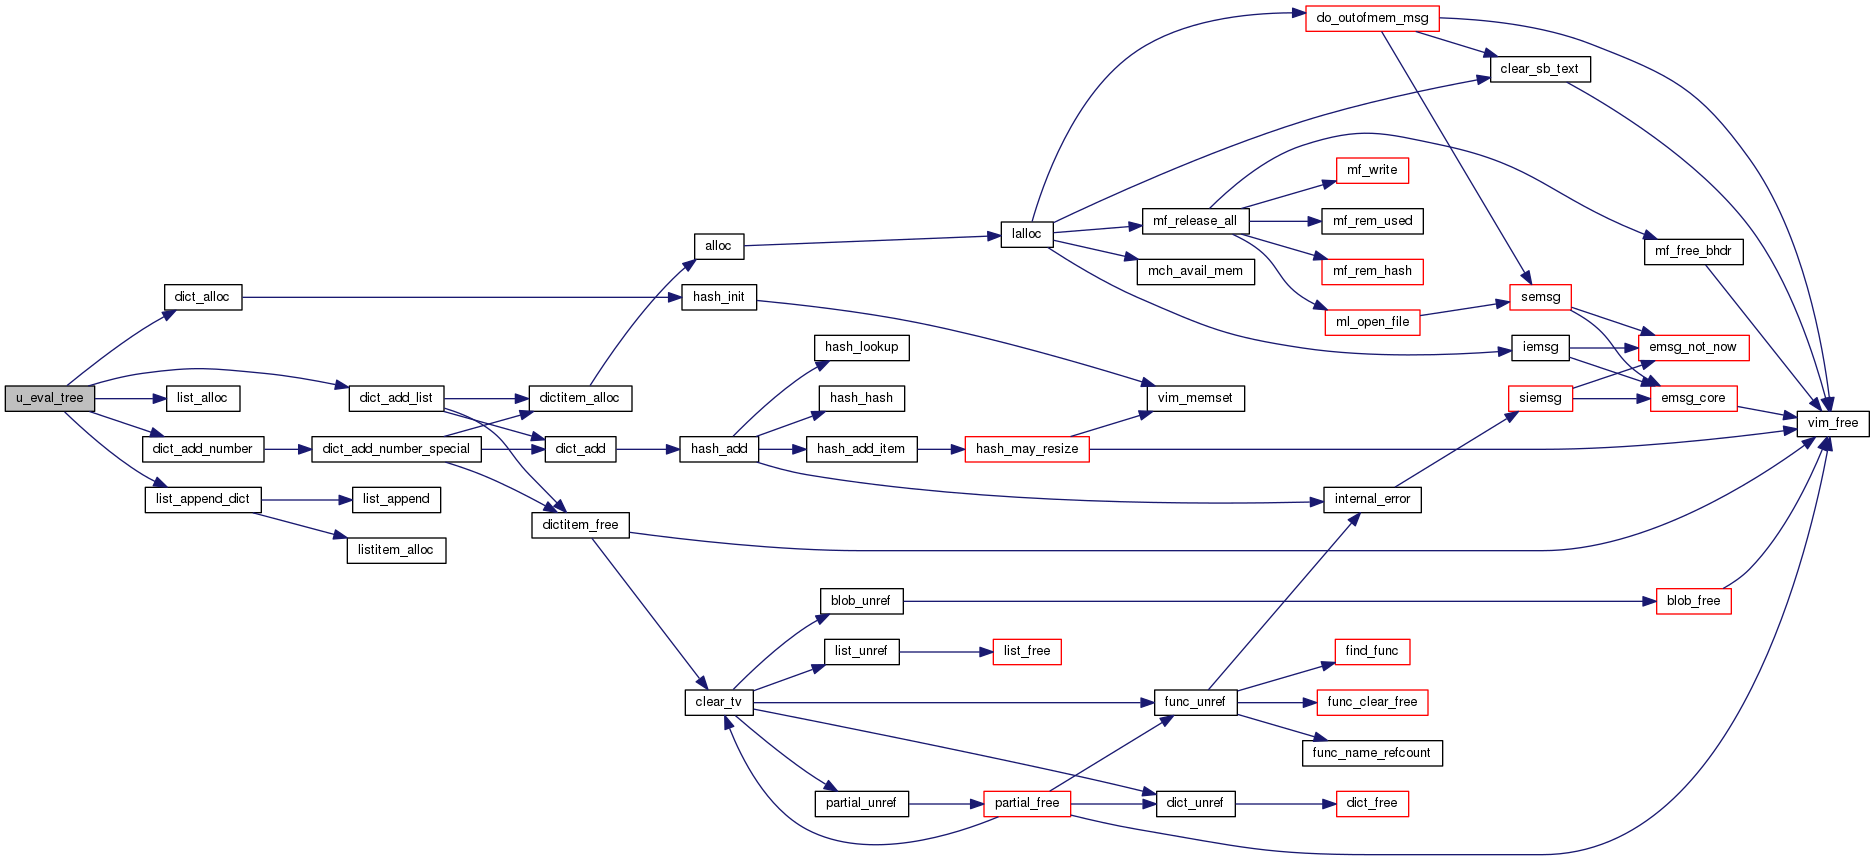 do_outofmem_msg
clear_sb_text
mf_write
mf_rem_used
mf_release_all
lalloc
alloc
mf_free_bhdr
mch_avail_mem
mf_rem_hash
dict_alloc
hash_init
semsg
ml_open_file
hash_lookup
iemsg
emsg_not_now
u_eval_tree
list_alloc
dict_add_list
dictitem_alloc
hash_hash
vim_memset
siemsg
emsg_core
vim_free
dict_add_number
dict_add_number_special
dict_add
hash_add
hash_add_item
hash_may_resize
list_append_dict
list_append
internal_error
dictitem_free
listitem_alloc
blob_unref
blob_free
list_unref
list_free
find_func
clear_tv
func_unref
func_clear_free
func_name_refcount
partial_unref
partial_free
dict_unref
dict_free